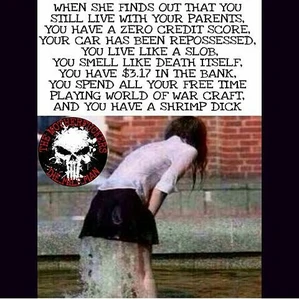 WHEN SHE FINDS OUT THAT YOU
STILL LIVE WITH YOUR PARENTS,
YOU HAVE A ZERO CREDIT SCORE,
YOUR CAR HAS BEEN REPOSSESSED,
YOU LIVE LIKE A SLOB,
YOU SMELL LIKE DEATH ITSELF,
YOU HAVE $3.17 IN THE BANK,
YOU SPEND ALL YOUR FREE TIME
PLAYING WORLD OF WAR CRAFT,
AND YOU HAVE A SHRIMP DICK